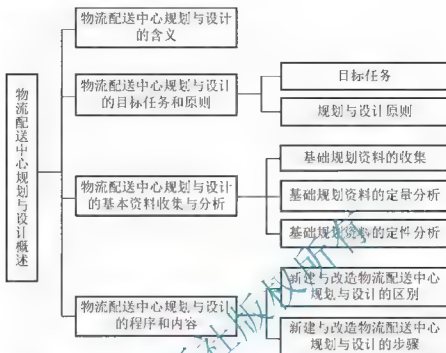 物流配送中心规划与设计概述
物流配送中心规划与设计
的含义
物流配送中心规划与设计
的目标任务和原则
目标任务
规划与设计原则
物流配送中心规划与设计
的基本资料收集与分析
基础规划资料的收集
基础规划资料的定量分析
基础规划资料的定性分析
物流配送中心规划与设计
的程序和内容
新建与改造物流配送中心
规划与设计的区别
新建与改造物流配送中心
规划与设计的步骤
社版权所有